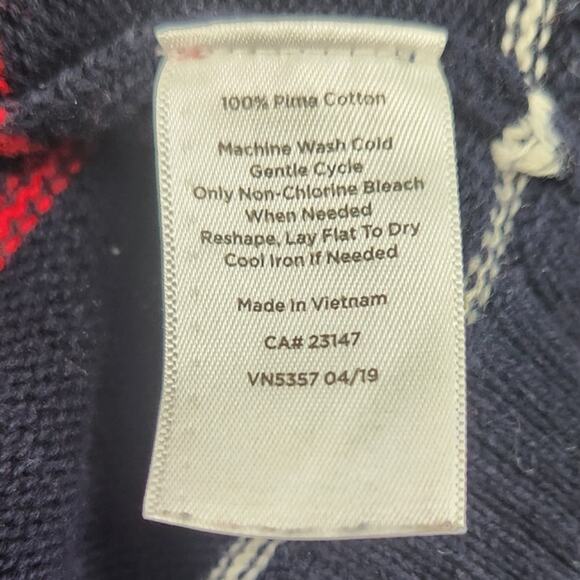 100% Pima Cotton
Machine Wash Cold
Gentle Cycle
Only Non-Chlorine Bleach
When Needed
Reshape, Lay Flat To Dry
Cool Iron If Needed
Made In Vietnam
CA# 23147
VN5357 04/19